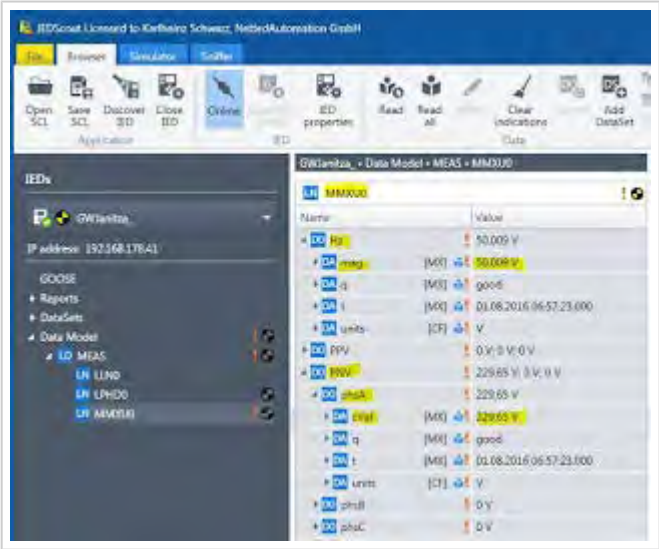 IEDScout Licensed to Karlheinz Schwarz, NettedAutomation GmbH
File Browser Simulator Sniffer
Open SCL Save SCL Discover IED Close IED Online IED properties Read Read all Clear indications Add DataSet
Application IED Data
GWJanitza_ • Data Model • MEAS • MMXU0
IEDs
LN MMXU0
GWJanitza_
Name Value
IP address: 192.168.178.41
DO Hz 50.009 V
DA mag [MX] 50.009 V
DA q [MX] good
DA t [MX] 01.08.2016 06:57:23.000
DA units [CF] V
DO PPV 0 V; 0 V; 0 V
DO PNV 229,65 V; 0 V; 0 V
DO phsA 229,65 V
DA cVal [MX] 229,65 V
DA q [MX] good
DA t [MX] 01.08.2016 06:57:23.000
DA units [CF] V
DO phsB 0 V
DO phsC 0 V
GOOSE
Reports
DataSets
Data Model
LD MEAS
LN LLN0
LN LPHD0
LN MMXU0